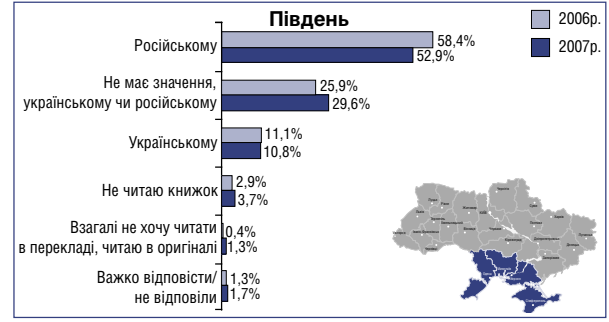 Південь
2006р.
2007р.
Російському
58,4%
52,9%
Не має значення,
українському чи російському
25,9%
29,6%
Українському
11,1%
10,8%
Не читаю книжок
2,9%
3,7%
Взагалі не хочу читати
в перекладі, читаю в оригіналі
0,4%
1,3%
Важко відповісти/
не відповіли
1,3%
1,7%